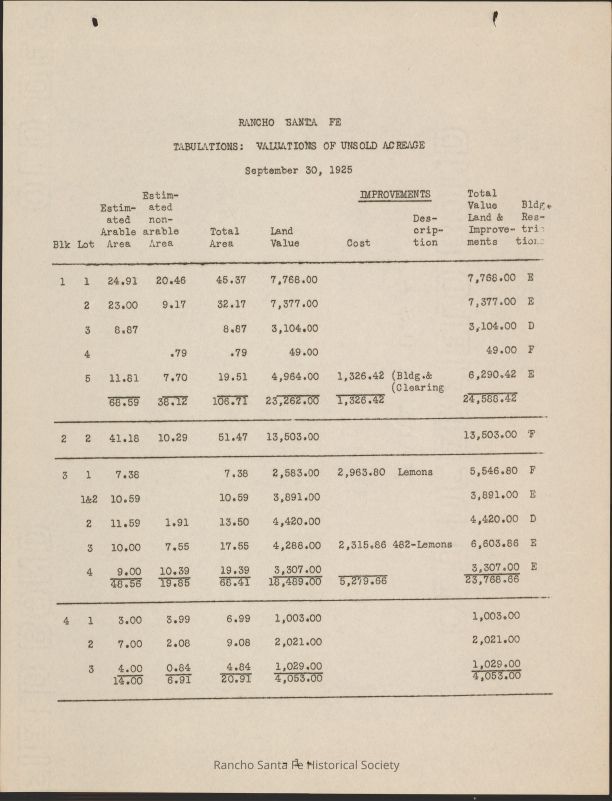 RANCHO SANTA FE
TABULATIONS: VALUATIONS OF UNSOLD ACREAGE
September 30, 1925
Estim- IMPROVEMENTS Total
Estim- ated Value Bldg.
ated non- Des- Land & Res-
Arable arable Total Land crip- Improve- tric
Blk Lot Area Area Area Value Cost tion ments tions
1 1 24.91 20.46 45.37 7,768.00 7,768.00 E
2 23.00 9.17 32.17 7,377.00 7,377.00 E
3 8.87 8.87 3,104.00 3,104.00 D
4 .79 .79 49.00 49.00 F
5 11.81 7.70 19.51 4,964.00 1,326.42 (Bldg.& 6,290.42 E
(Clearing
68.59 38.12 106.71 23,262.00 1,326.42 24,588.42
2 2 41.18 10.29 51.47 13,503.00 13,503.00 F
3 1 7.38 7.38 2,583.00 2,963.80 Lemons 5,546.80 F
1&2 10.59 10.59 3,891.00 3,891.00 E
2 11.59 1.91 13.50 4,420.00 4,420.00 D
3 10.00 7.55 17.55 4,288.00 2,315.86 482-Lemons 6,603.86 E
4 9.00 10.39 19.39 3,307.00 3,307.00 E
48.56 19.85 68.41 18,489.00 5,279.66 23,768.66
4 1 3.00 3.99 6.99 1,003.00 1,003.00
2 7.00 2.08 9.08 2,021.00 2,021.00
3 4.00 0.84 4.84 1,029.00 1,029.00
14.00 6.91 20.91 4,053.00 4,053.00
- 1 -
Rancho Santa Fe Historical Society